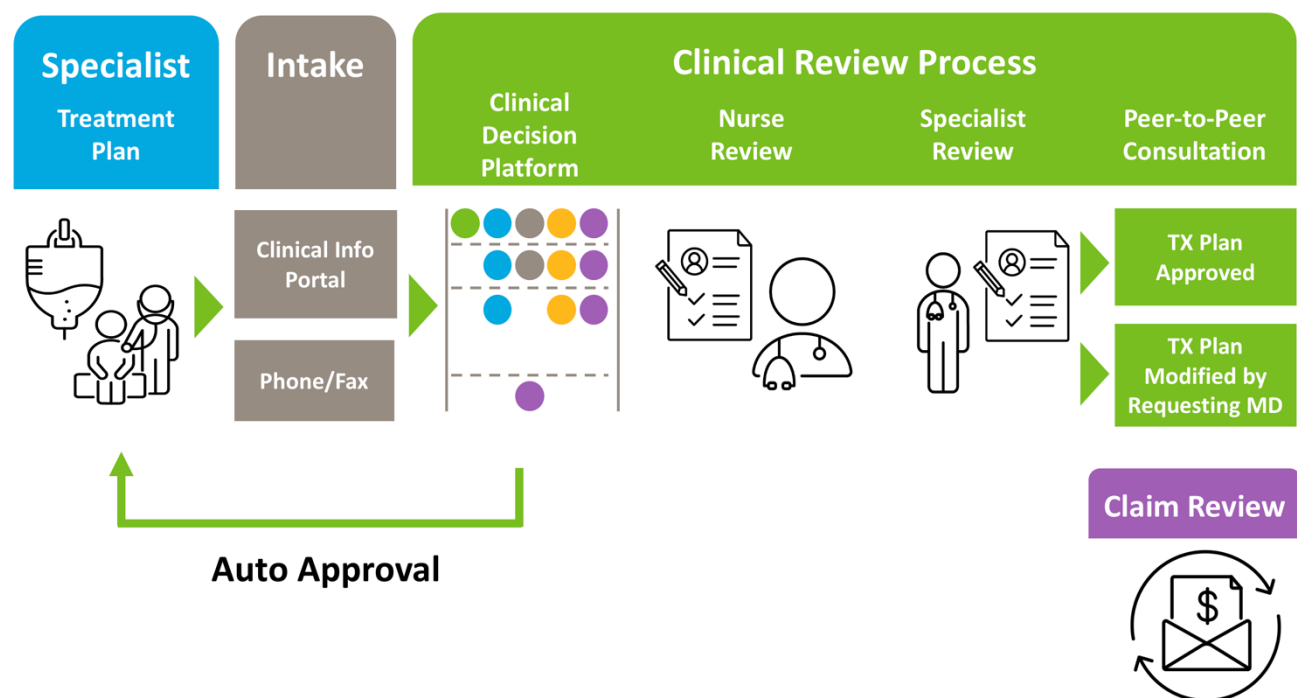 Specialist
Treatment
Plan
Intake
Clinical Review Process
Clinical
Decision
Platform
Nurse
Review
Specialist
Review
Peer-to-Peer
Consultation
Clinical Info
Portal
Phone/Fax
TX Plan
Approved
TX Plan
Modified by
Requesting MD
Auto Approval
Claim Review
$